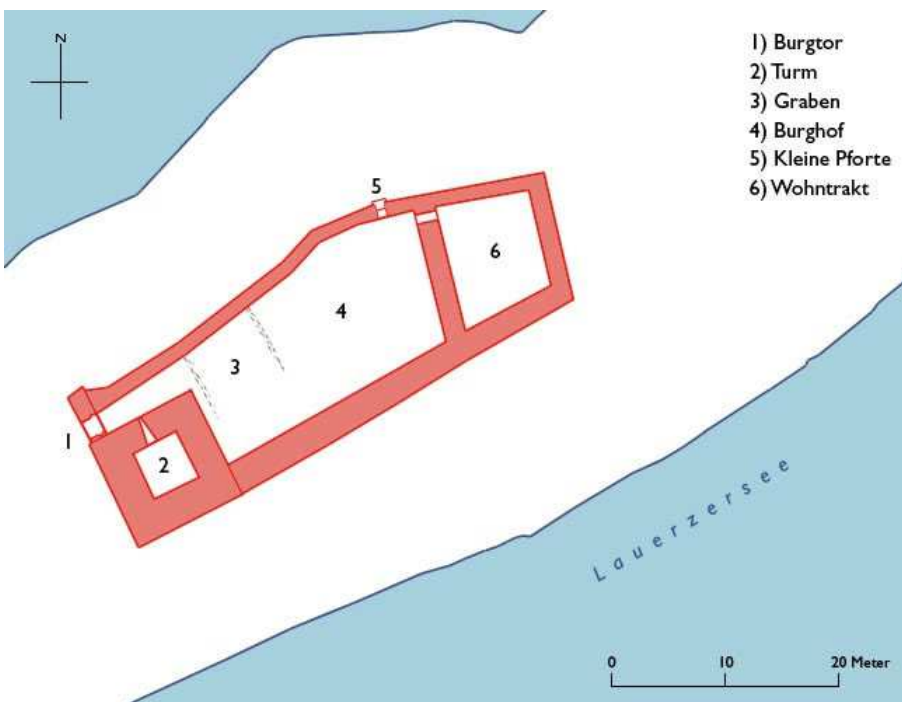 N
1) Burgtor
2) Turm
3) Graben
4) Burghof
5) Kleine Pforte
6) Wohntrakt
5
6
4
3
1
2
Lauerzersee
0 10 20 Meter